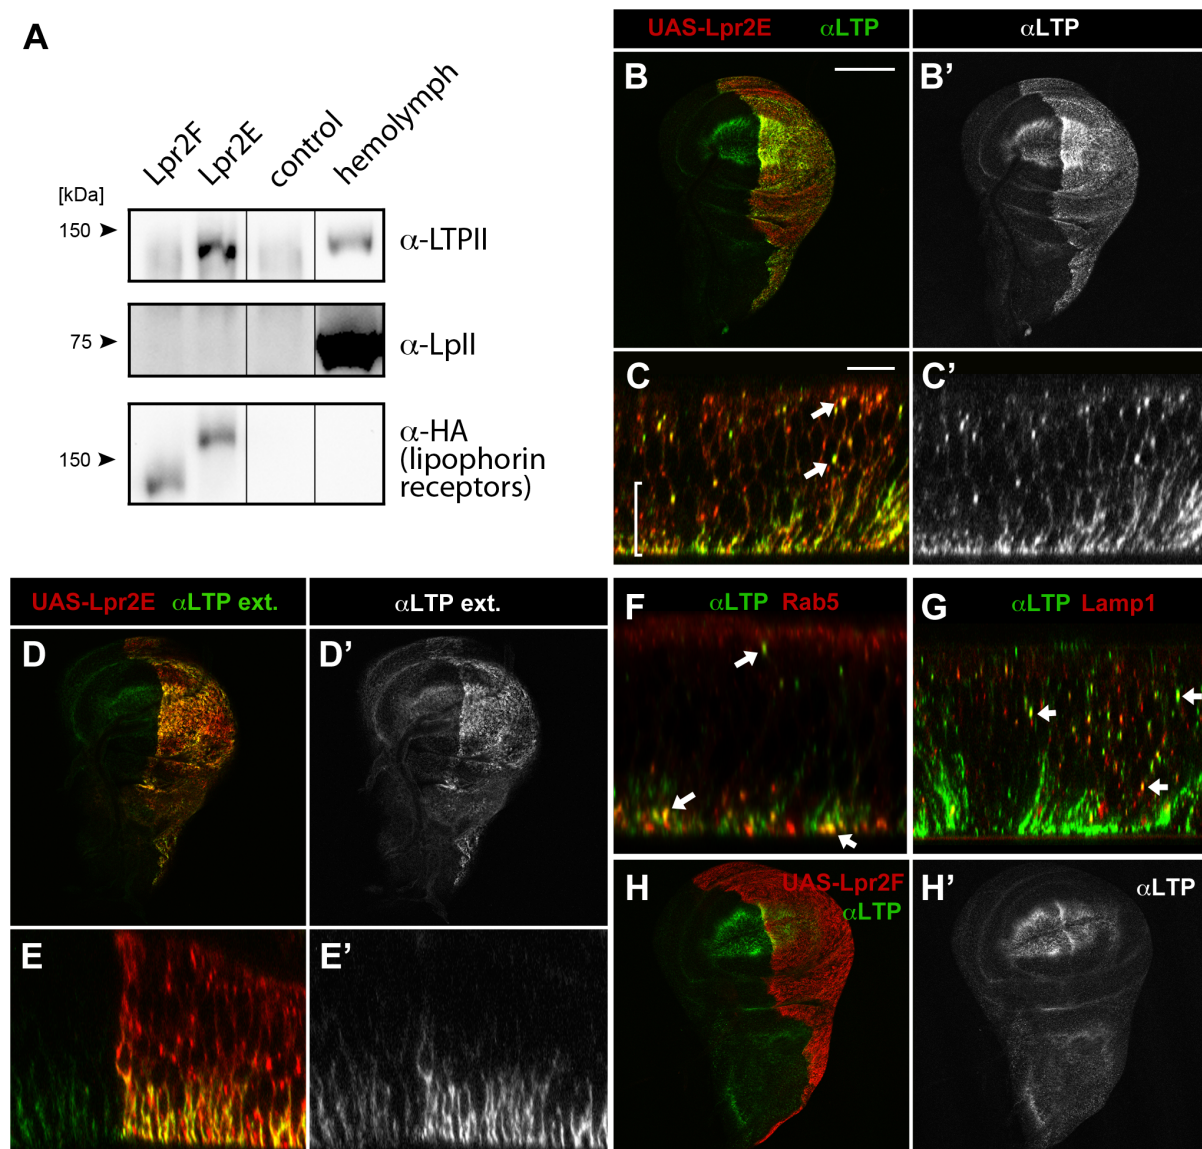 A
Lpr2F Lpr2E control hemolymph
[kDa]
150
α-LTPII
75
α-LpII
150
α-HA
(lipophorin
receptors)
UAS-Lpr2E αLTP αLTP
B B’
C C’
UAS-Lpr2E αLTP ext. αLTP ext.
D D’
E E’
F αLTP Rab5
G αLTP Lamp1
H UAS-Lpr2F
αLTP
H’ αLTP